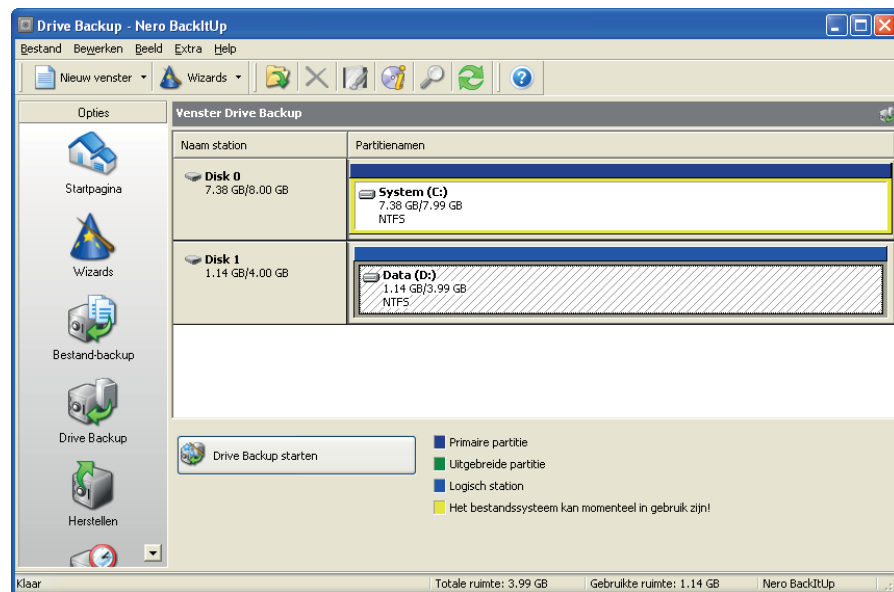 Drive Backup - Nero BackItUp
Bestand Bewerken Beeld Extra Help
Nieuw venster Wizards
Opties
Venster Drive Backup
Naam station Partitienamen
Startpagina
Wizards
Bestand-backup
Drive Backup
Herstellen
Disk 0
7.38 GB/8.00 GB
System (C:)
7.38 GB/7.99 GB
NTFS
Disk 1
1.14 GB/4.00 GB
Data (D:)
1.14 GB/3.99 GB
NTFS
Drive Backup starten
Primaire partitie
Uitgebreide partitie
Logisch station
Het bestandssysteem kan momenteel in gebruik zijn!
Klaar Totale ruimte: 3.99 GB Gebruikte ruimte: 1.14 GB Nero BackItUp